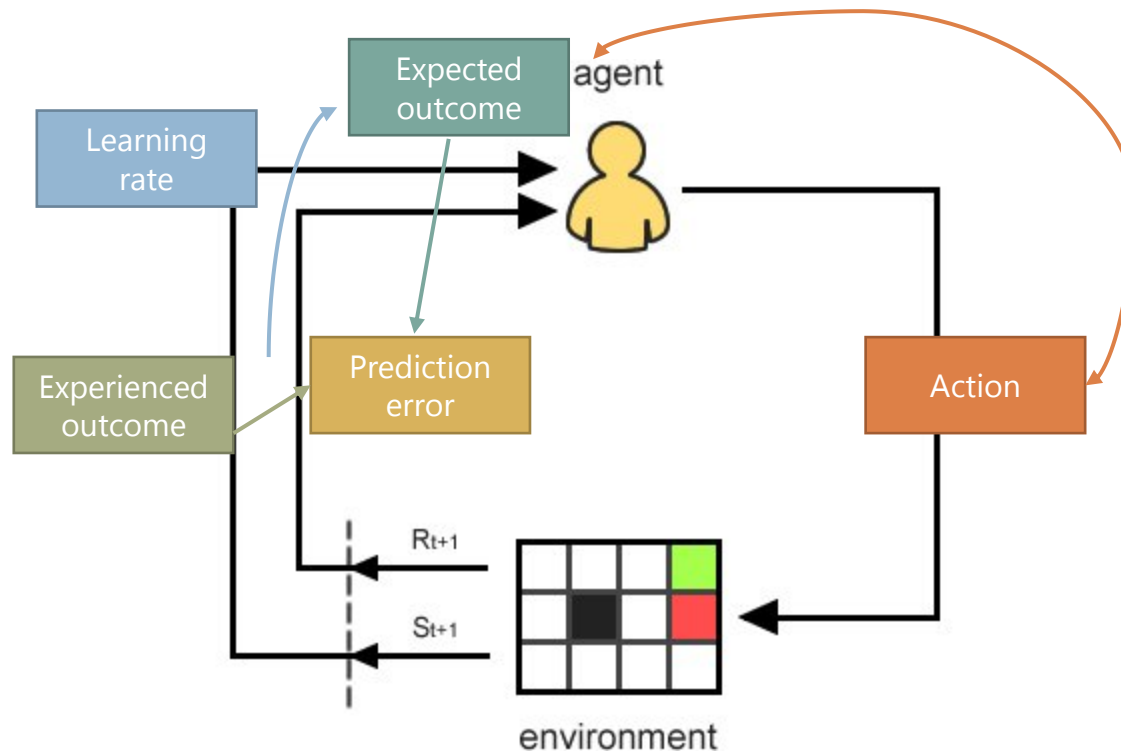 Expected
outcome
agent
Learning
rate
Experienced
outcome
Prediction
error
Action
Rt+1
St+1
environment